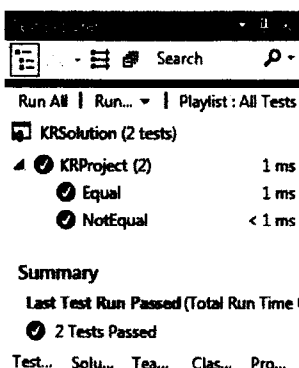 Search
Run All | Run... | Playlist : All Tests
KRSolution (2 tests)
KRProject (2) 1 ms
Equal 1 ms
NotEqual < 1 ms
Summary
Last Test Run Passed (Total Run Time
2 Tests Passed
Test... Solu... Tea... Clas... Pro...